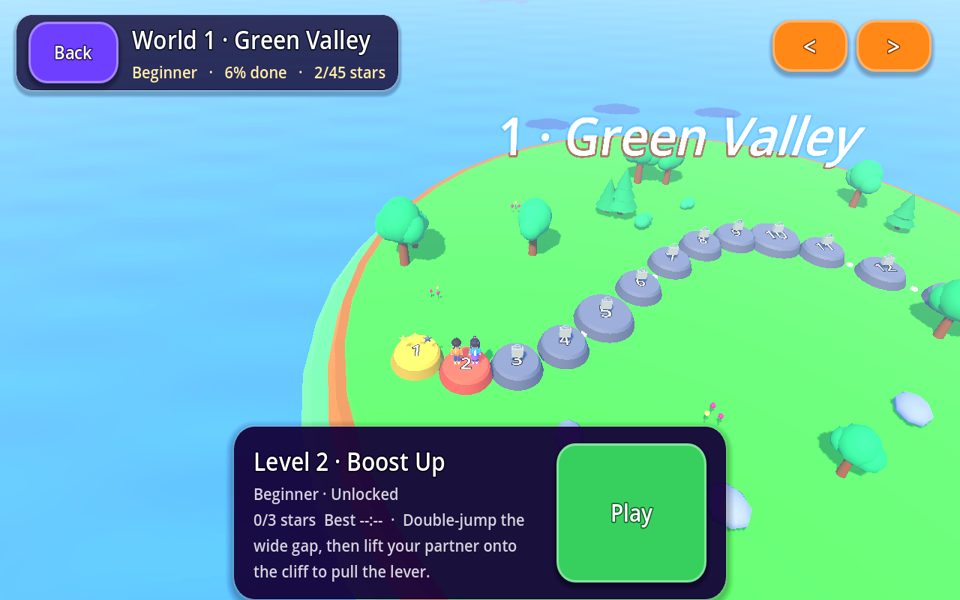 Back
World 1 · Green Valley
Beginner · 6% done · 2/45 stars
<
>
1 · Green Valley
1
2
3
4
5
6
7
8
9
10
11
12
Level 2 · Boost Up
Beginner · Unlocked
0/3 stars Best --:-- · Double-jump the
wide gap, then lift your partner onto
the cliff to pull the lever.
Play